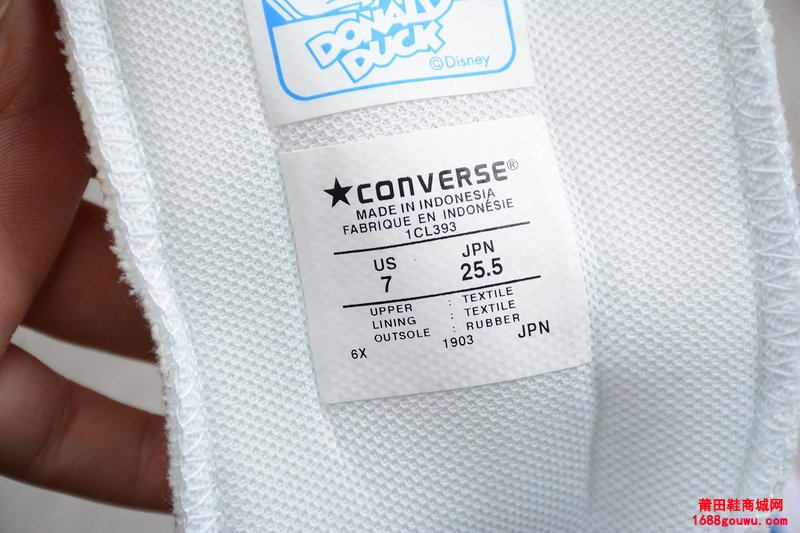 DONALD
DUCK
©Disney
★CONVERSE®
MADE IN INDONESIA
FABRIQUE EN INDONÉSIE
1CL393
US JPN
7 25.5
UPPER : TEXTILE
LINING : TEXTILE
OUTSOLE : RUBBER
6X 1903 JPN
莆田鞋商城网
1688gouwu.com